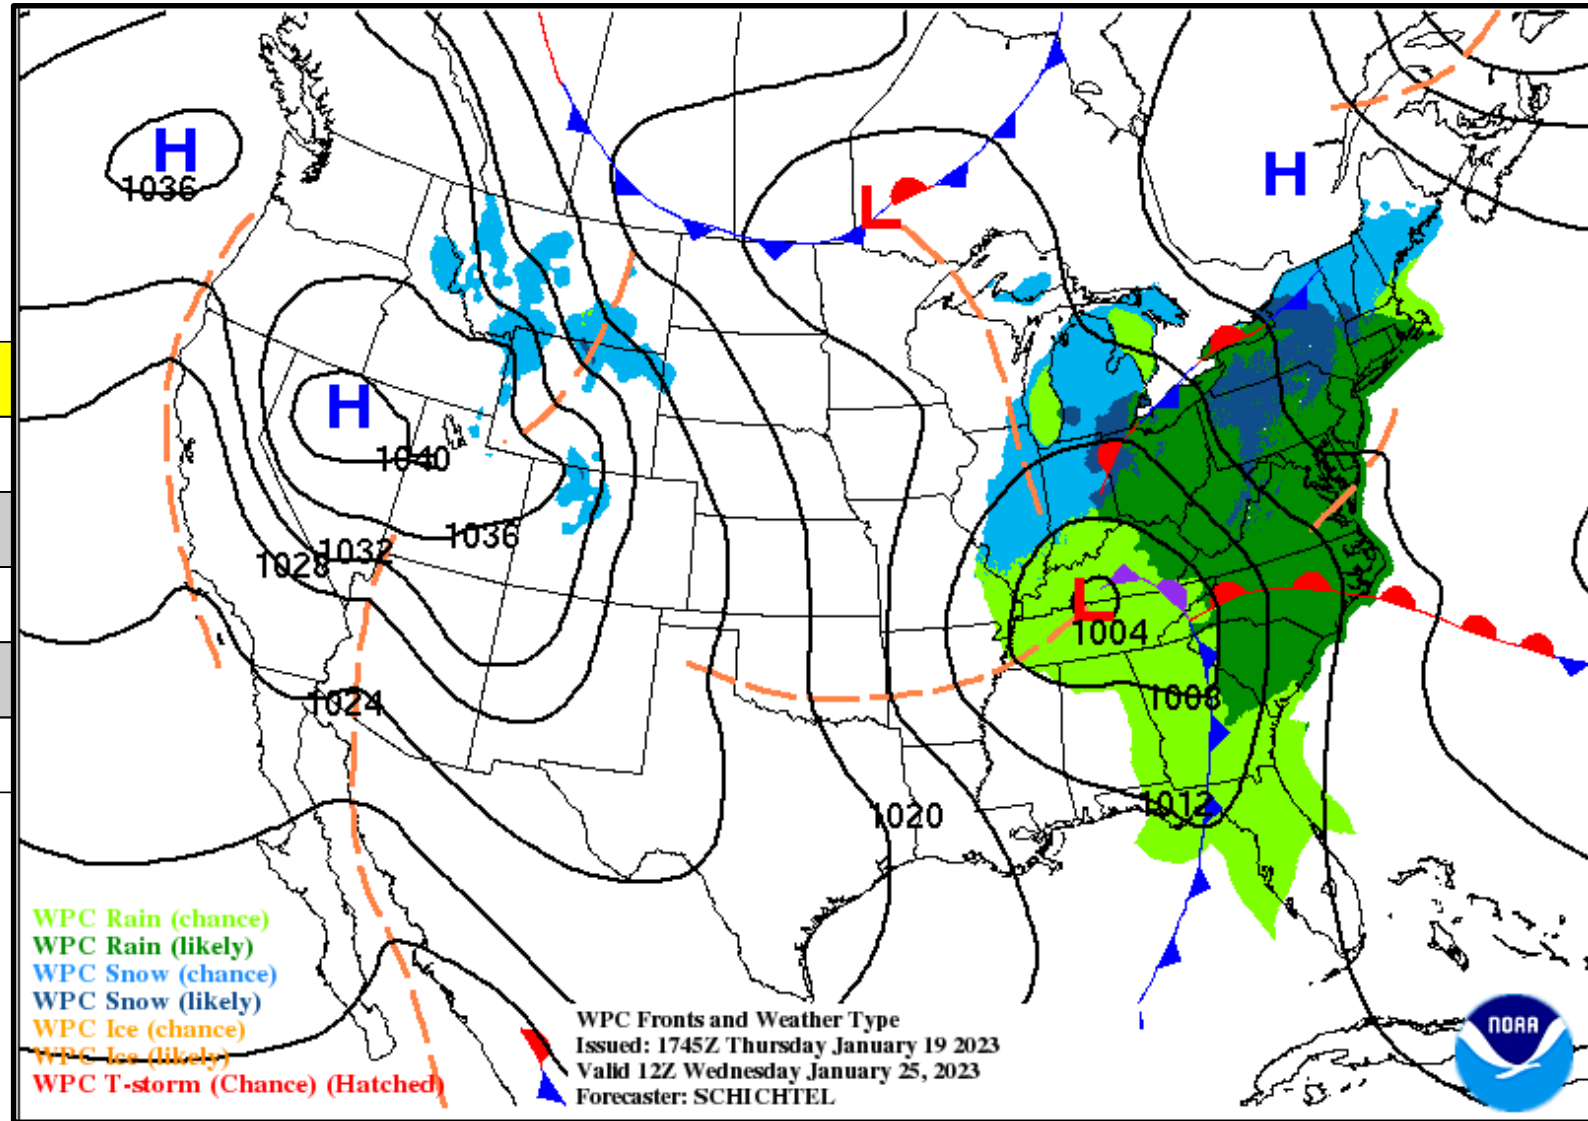 H
1036
L
H
H
1040
1036
1032
1028
L
1004
1008
1024
1012
1020
WPC Rain (chance)
WPC Rain (likely)
WPC Snow (chance)
WPC Snow (likely)
WPC Ice (chance)
WPC Ice (likely)
WPC T-storm (Chance) (Hatched)
WPC Fronts and Weather Type
Issued: 1745Z Thursday January 19 2023
Valid 12Z Wednesday January 25, 2023
Forecaster: SCHICHTEL
NOAA